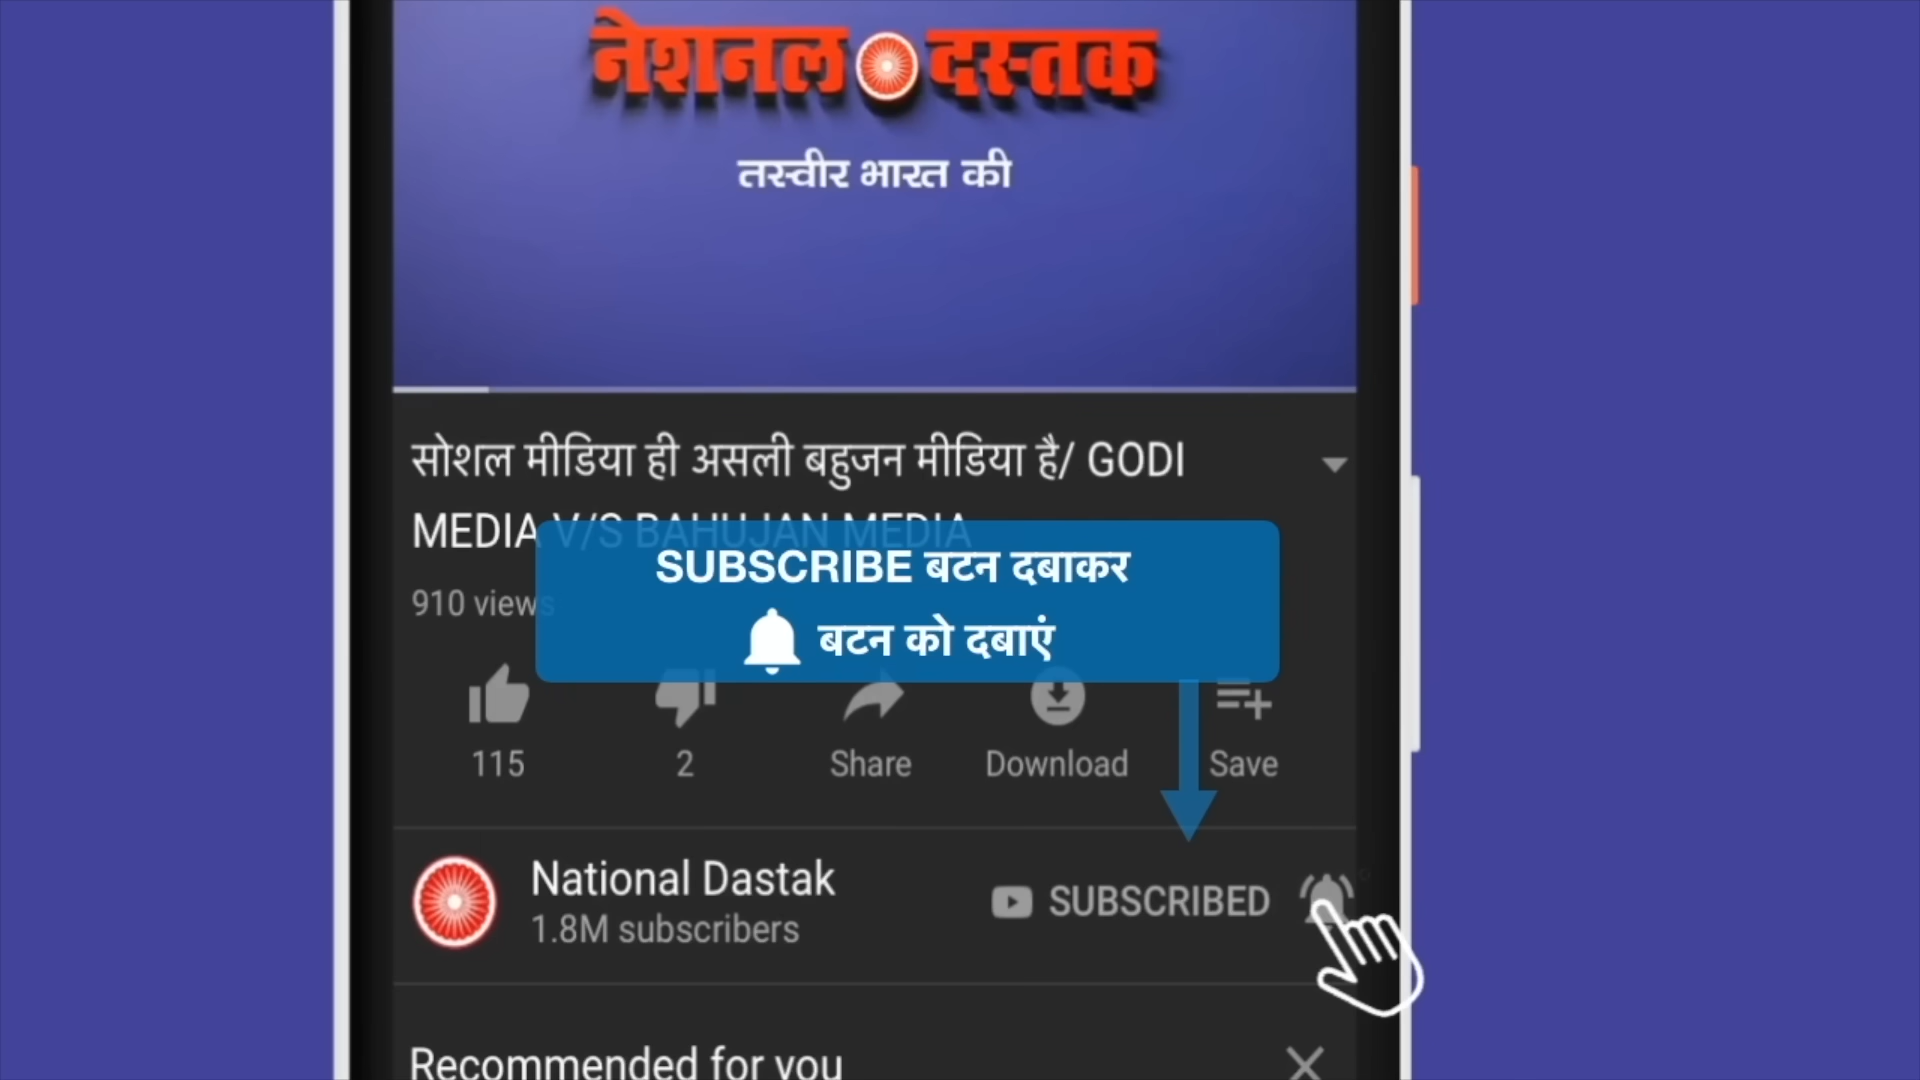 नेशनल दस्तक
तस्वीर भारत की
सोशल मीडिया ही असली बहुजन मीडिया है/ GODI
MEDIA V/S BAHUJAN MEDIA
910 views
SUBSCRIBE बटन दबाकर
बटन को दबाएं
115 2 Share Download Save
National Dastak
1.8M subscribers
SUBSCRIBED
Recommended for you